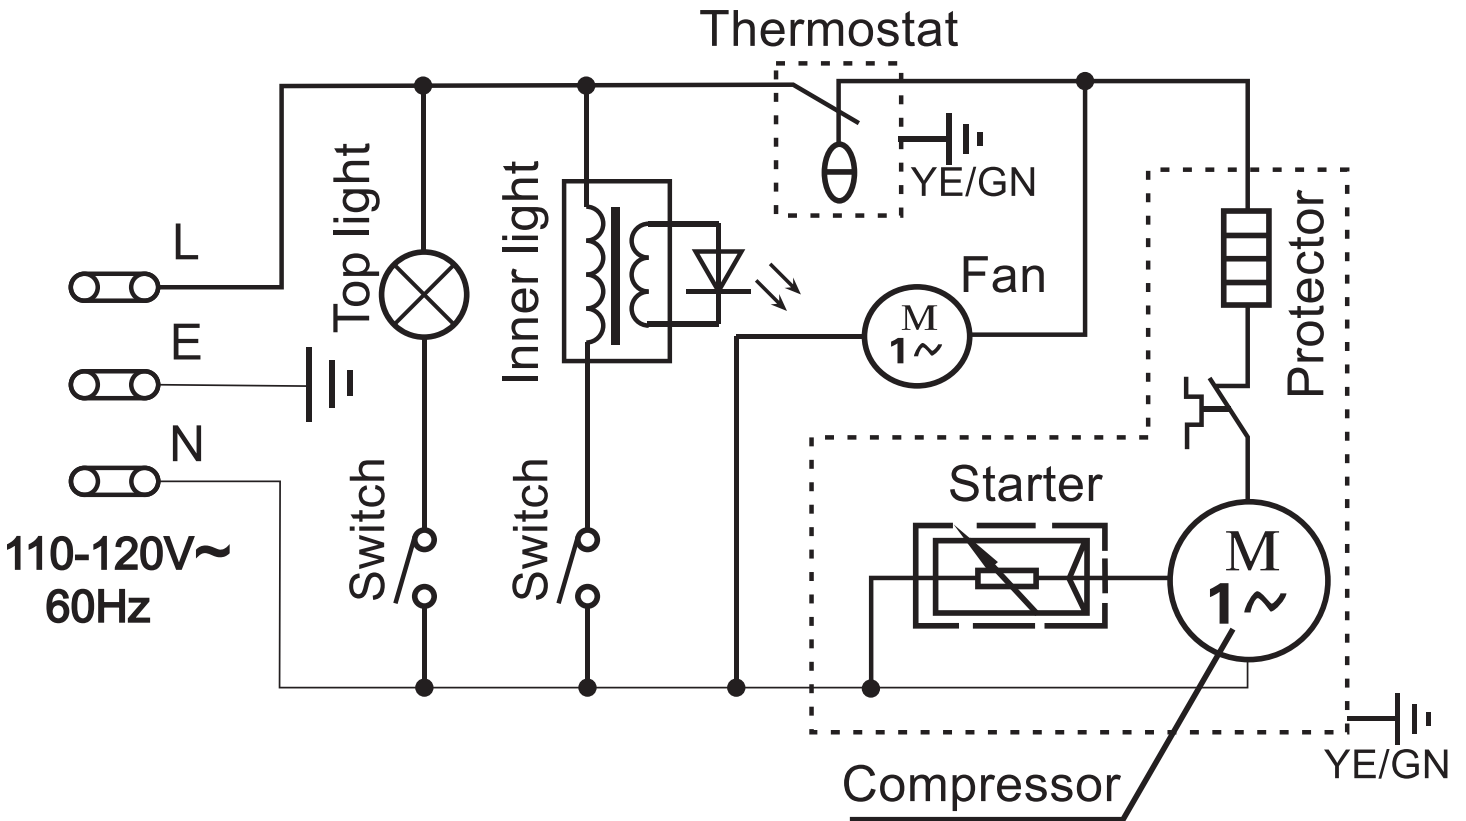 Thermostat
YE/GN
L
Top light
Inner light
Fan
M
1~
Protector
E
N
110-120V~
60Hz
Switch
Switch
Starter
M
1~
YE/GN
Compressor